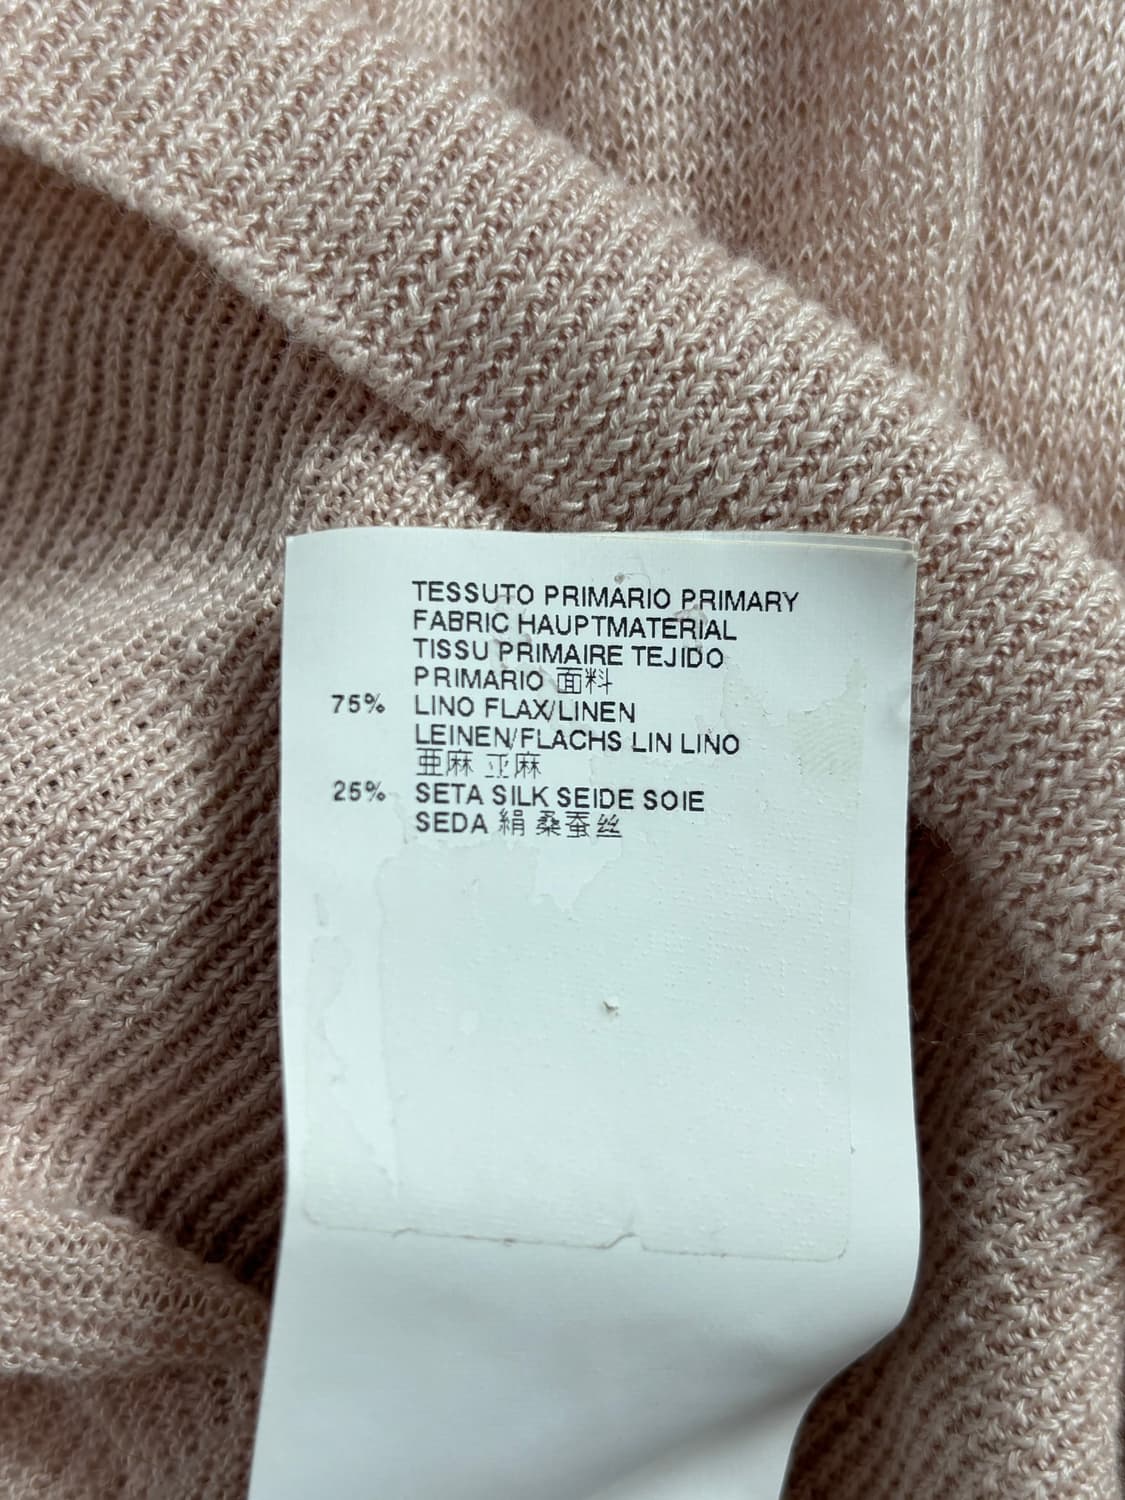 TESSUTO PRIMARIO PRIMARY
FABRIC HAUPTMATERIAL
TISSU PRIMAIRE TEJIDO
PRIMARIO 面料
75% LINO FLAX/LINEN
LEINEN/FLACHS LIN LINO
亜麻 亚麻
25% SETA SILK SEIDE SOIE
SEDA 絹 桑蚕丝